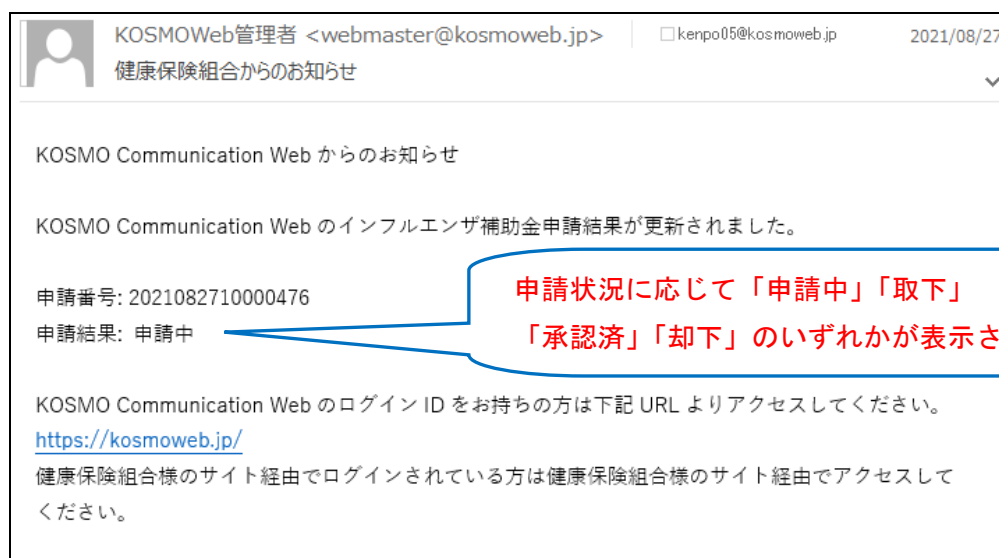 KOSMOWeb管理者 <webmaster@kosmoweb.jp>
kenpo05@kosmoweb.jp
2021/08/27
健康保険組合からのお知らせ
KOSMO Communication Web からのお知らせ
KOSMO Communication Web のインフルエンザ補助金申請結果が更新されました。
申請番号: 2021082710000476
申請結果: 申請中
申請状況に応じて「申請中」「取下」
「承認済」「却下」のいずれかが表示さ
KOSMO Communication Web のログイン ID をお持ちの方は下記 URL よりアクセスしてください。
https://kosmoweb.jp/
健康保険組合様のサイト経由でログインされている方は健康保険組合様のサイト経由でアクセスして
ください。